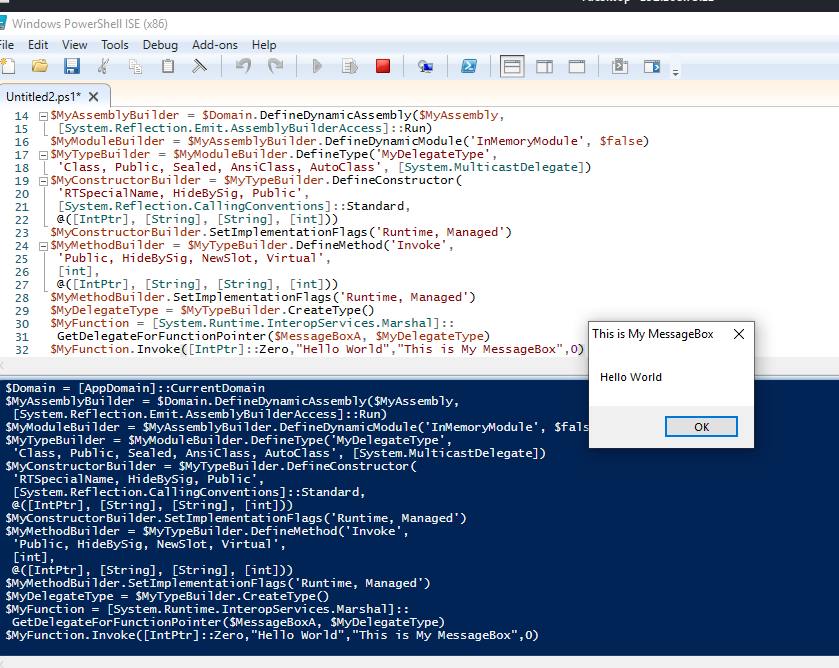 Windows PowerShell ISE (x86)
File Edit View Tools Debug Add-ons Help
Untitled2.ps1*
14 $MyAssemblyBuilder = $Domain.DefineDynamicAssembly($MyAssembly,
15 [System.Reflection.Emit.AssemblyBuilderAccess]::Run)
16 $MyModuleBuilder = $MyAssemblyBuilder.DefineDynamicModule('InMemoryModule', $false)
17 $MyTypeBuilder = $MyModuleBuilder.DefineType('MyDelegateType',
18 'Class, Public, Sealed, AnsiClass, AutoClass', [System.MulticastDelegate])
19 $MyConstructorBuilder = $MyTypeBuilder.DefineConstructor(
20 'RTSpecialName, HideBySig, Public',
21 [System.Reflection.CallingConventions]::Standard,
22 @([IntPtr], [String], [String], [int]))
23 $MyConstructorBuilder.SetImplementationFlags('Runtime, Managed')
24 $MyMethodBuilder = $MyTypeBuilder.DefineMethod('Invoke',
25 'Public, HideBySig, NewSlot, Virtual',
26 [int],
27 @([IntPtr], [String], [String], [int]))
28 $MyMethodBuilder.SetImplementationFlags('Runtime, Managed')
29 $MyDelegateType = $MyTypeBuilder.CreateType()
30 $MyFunction = [System.Runtime.InteropServices.Marshal]::
31 GetDelegateForFunctionPointer($MessageBoxA, $MyDelegateType)
32 $MyFunction.Invoke([IntPtr]::Zero,"Hello World","This is My MessageBox",0)
This is My MessageBox
Hello World
OK
$Domain = [AppDomain]::CurrentDomain
$MyAssemblyBuilder = $Domain.DefineDynamicAssembly($MyAssembly,
[System.Reflection.Emit.AssemblyBuilderAccess]::Run)
$MyModuleBuilder = $MyAssemblyBuilder.DefineDynamicModule('InMemoryModule', $fals
$MyTypeBuilder = $MyModuleBuilder.DefineType('MyDelegateType',
'Class, Public, Sealed, AnsiClass, AutoClass', [System.MulticastDelegate])
$MyConstructorBuilder = $MyTypeBuilder.DefineConstructor(
'RTSpecialName, HideBySig, Public',
[System.Reflection.CallingConventions]::Standard,
@([IntPtr], [String], [String], [int]))
$MyConstructorBuilder.SetImplementationFlags('Runtime, Managed')
$MyMethodBuilder = $MyTypeBuilder.DefineMethod('Invoke',
'Public, HideBySig, NewSlot, Virtual',
[int],
@([IntPtr], [String], [String], [int]))
$MyMethodBuilder.SetImplementationFlags('Runtime, Managed')
$MyDelegateType = $MyTypeBuilder.CreateType()
$MyFunction = [System.Runtime.InteropServices.Marshal]::
GetDelegateForFunctionPointer($MessageBoxA, $MyDelegateType)
$MyFunction.Invoke([IntPtr]::Zero,"Hello World","This is My MessageBox",0)